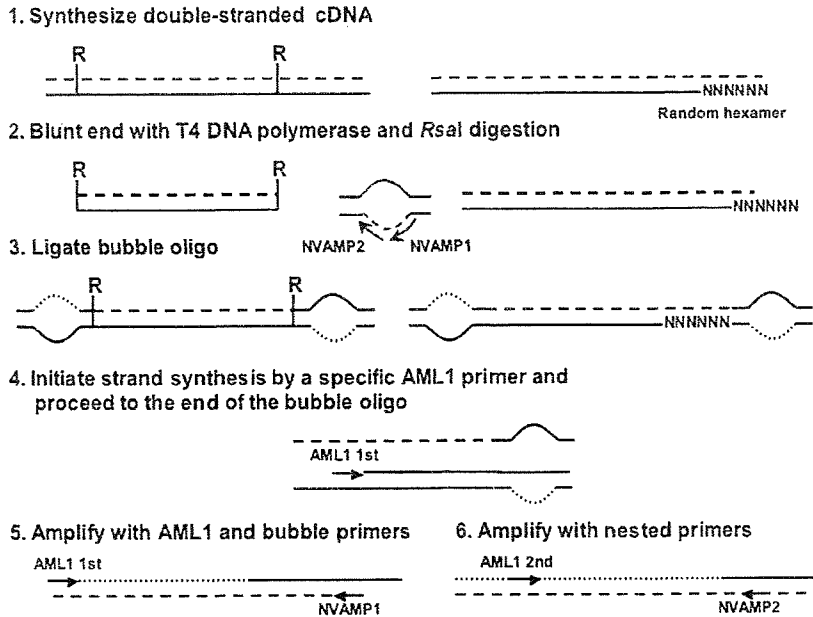 1. Synthesize double-stranded cDNA
R R
NNNNNN
Random hexamer
2. Blunt end with T4 DNA polymerase and RsaI digestion
R R
NNNNNN
NVAMP2 NVAMP1
3. Ligate bubble oligo
R R
NNNNNN
4. Initiate strand synthesis by a specific AML1 primer and
proceed to the end of the bubble oligo
AML1 1st
5. Amplify with AML1 and bubble primers
AML1 1st
NVAMP1
6. Amplify with nested primers
AML1 2nd
NVAMP2